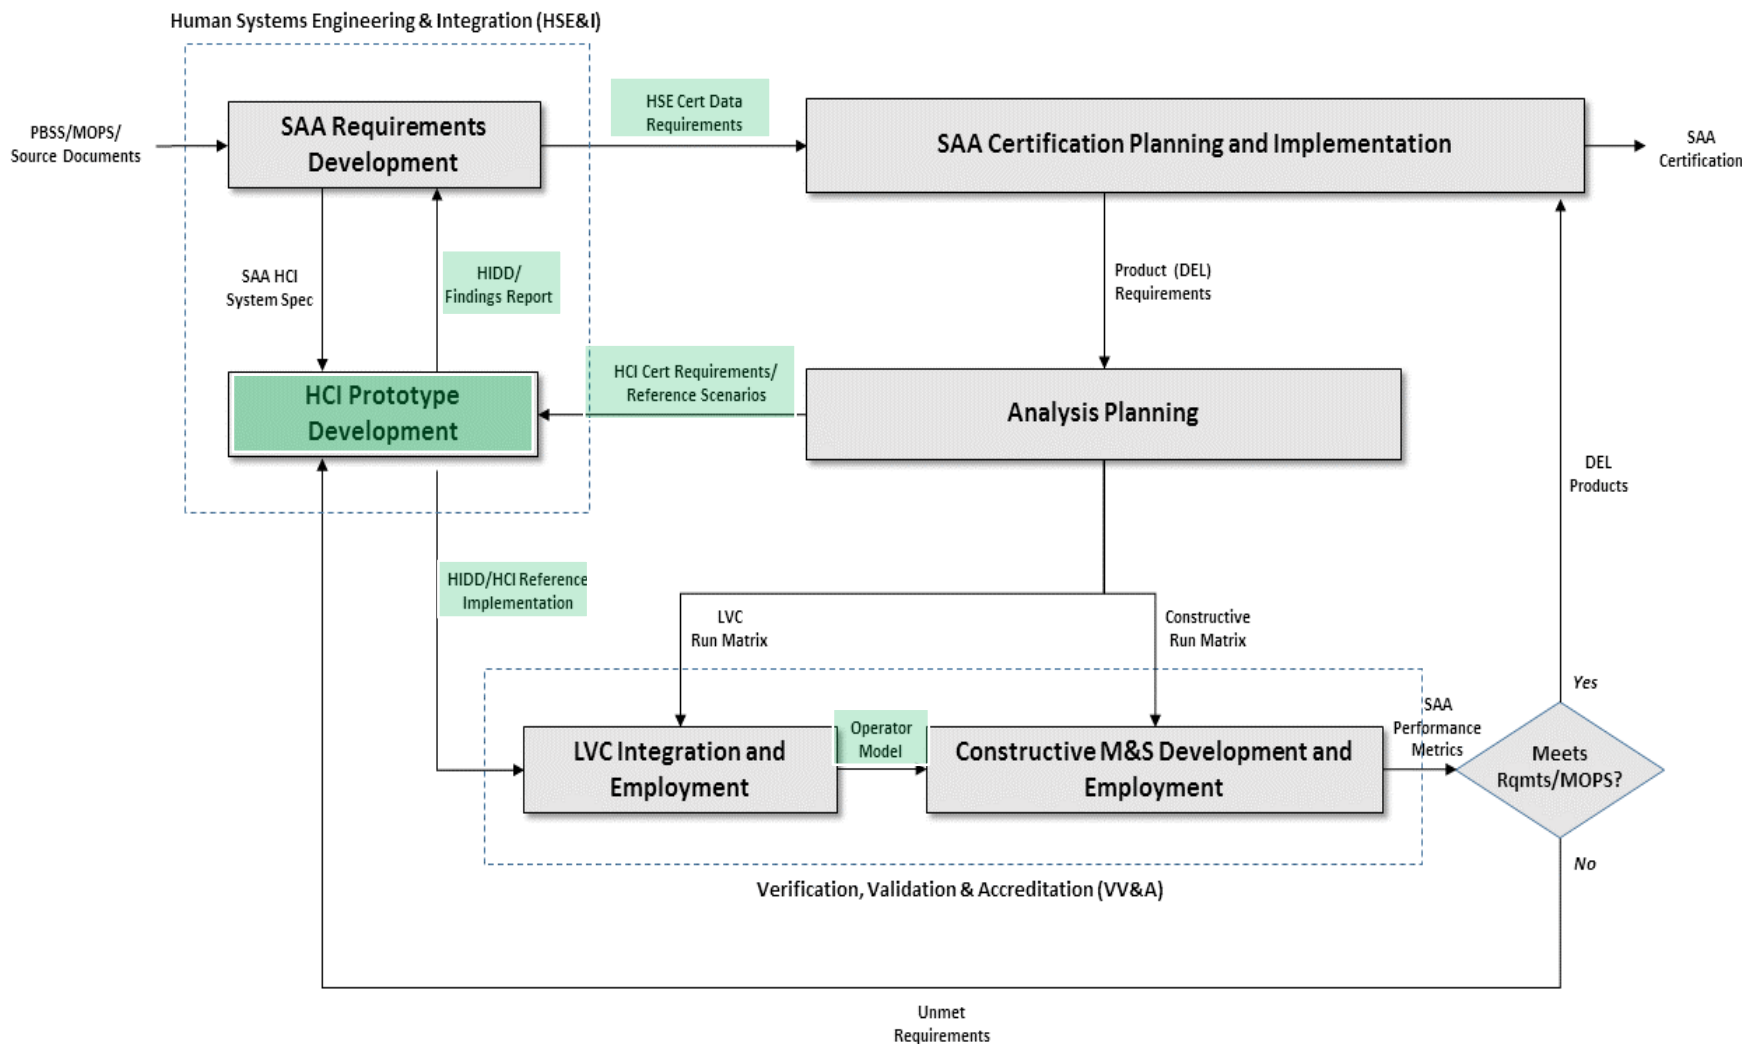 Human Systems Engineering & Integration (HSE&I)
PBSS/MOPS/
Source Documents
SAA Requirements
Development
HSE Cert Data
Requirements
SAA Certification Planning and Implementation
SAA
Certification
SAA HCI
System Spec
HIDD/
Findings Report
Product (DEL)
Requirements
HCI Prototype
Development
HCI Cert Requirements/
Reference Scenarios
Analysis Planning
DEL
Products
HIDD/HCI Reference
Implementation
LVC
Run Matrix
Constructive
Run Matrix
Yes
LVC Integration and
Employment
Operator
Model
Constructive M&S Development and
Employment
SAA
Performance
Metrics
Meets
Rqmts/MOPS?
No
Verification, Validation & Accreditation (VV&A)
Unmet
Requirements